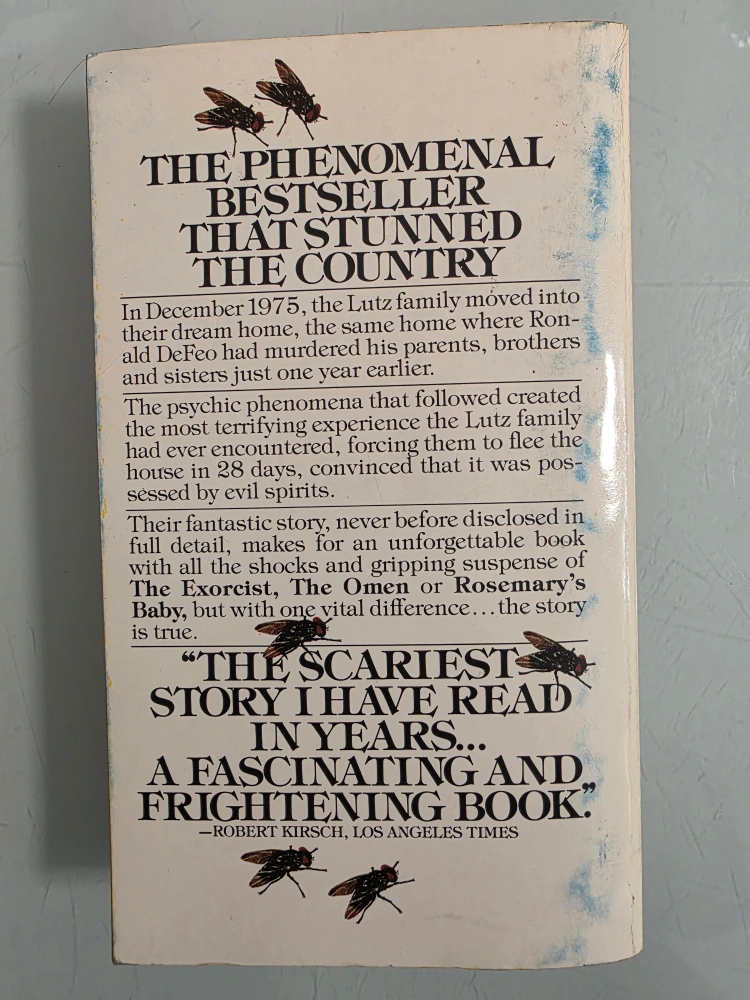 THE PHENOMENAL
BESTSELLER
THAT STUNNED
THE COUNTRY
In December 1975, the Lutz family moved into
their dream home, the same home where Ron-
ald DeFeo had murdered his parents, brothers
and sisters just one year earlier.
The psychic phenomena that followed created
the most terrifying experience the Lutz family
had ever encountered, forcing them to flee the
house in 28 days, convinced that it was pos-
sessed by evil spirits.
Their fantastic story, never before disclosed in
full detail, makes for an unforgettable book
with all the shocks and gripping suspense of
The Exorcist, The Omen or Rosemary's
Baby, but with one vital difference...the story
is true.
“THE SCARIEST
STORY I HAVE READ
IN YEARS...
A FASCINATING AND
FRIGHTENING BOOK.”
—ROBERT KIRSCH, LOS ANGELES TIMES